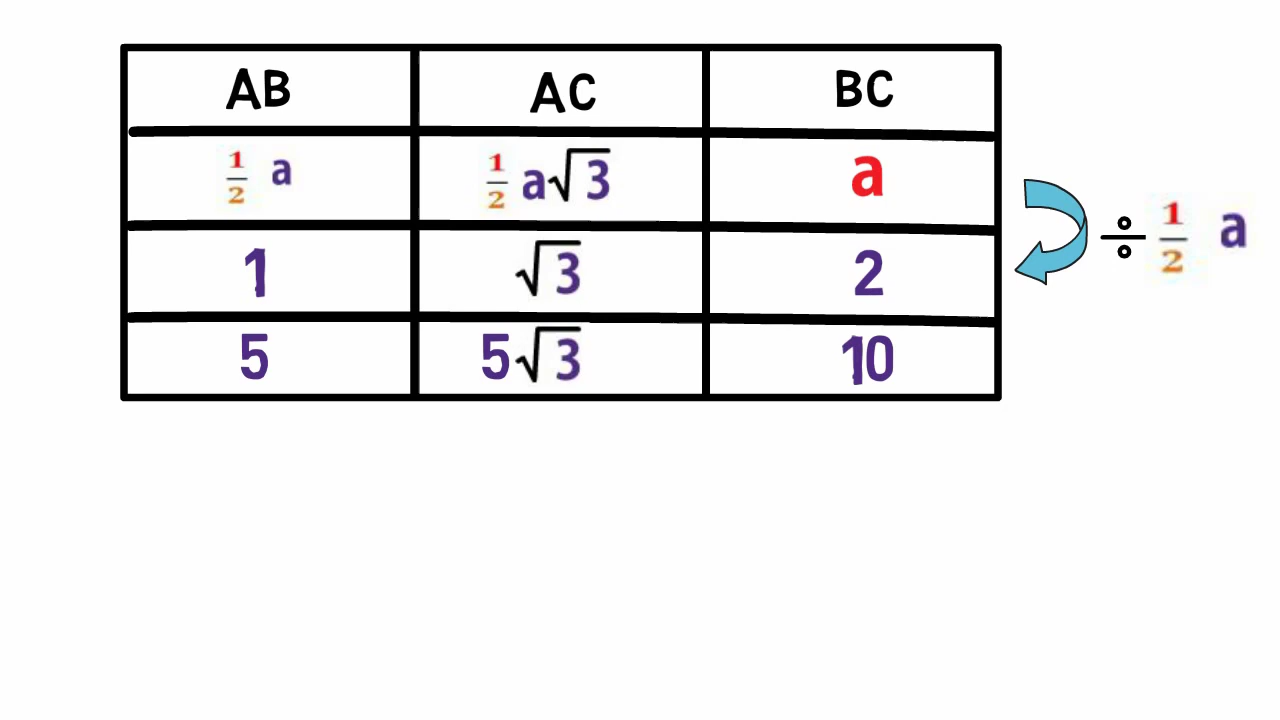 AB AC BC
1/2 a 1/2 a√3 a
÷ 1/2 a
1 √3 2
5 5√3 10